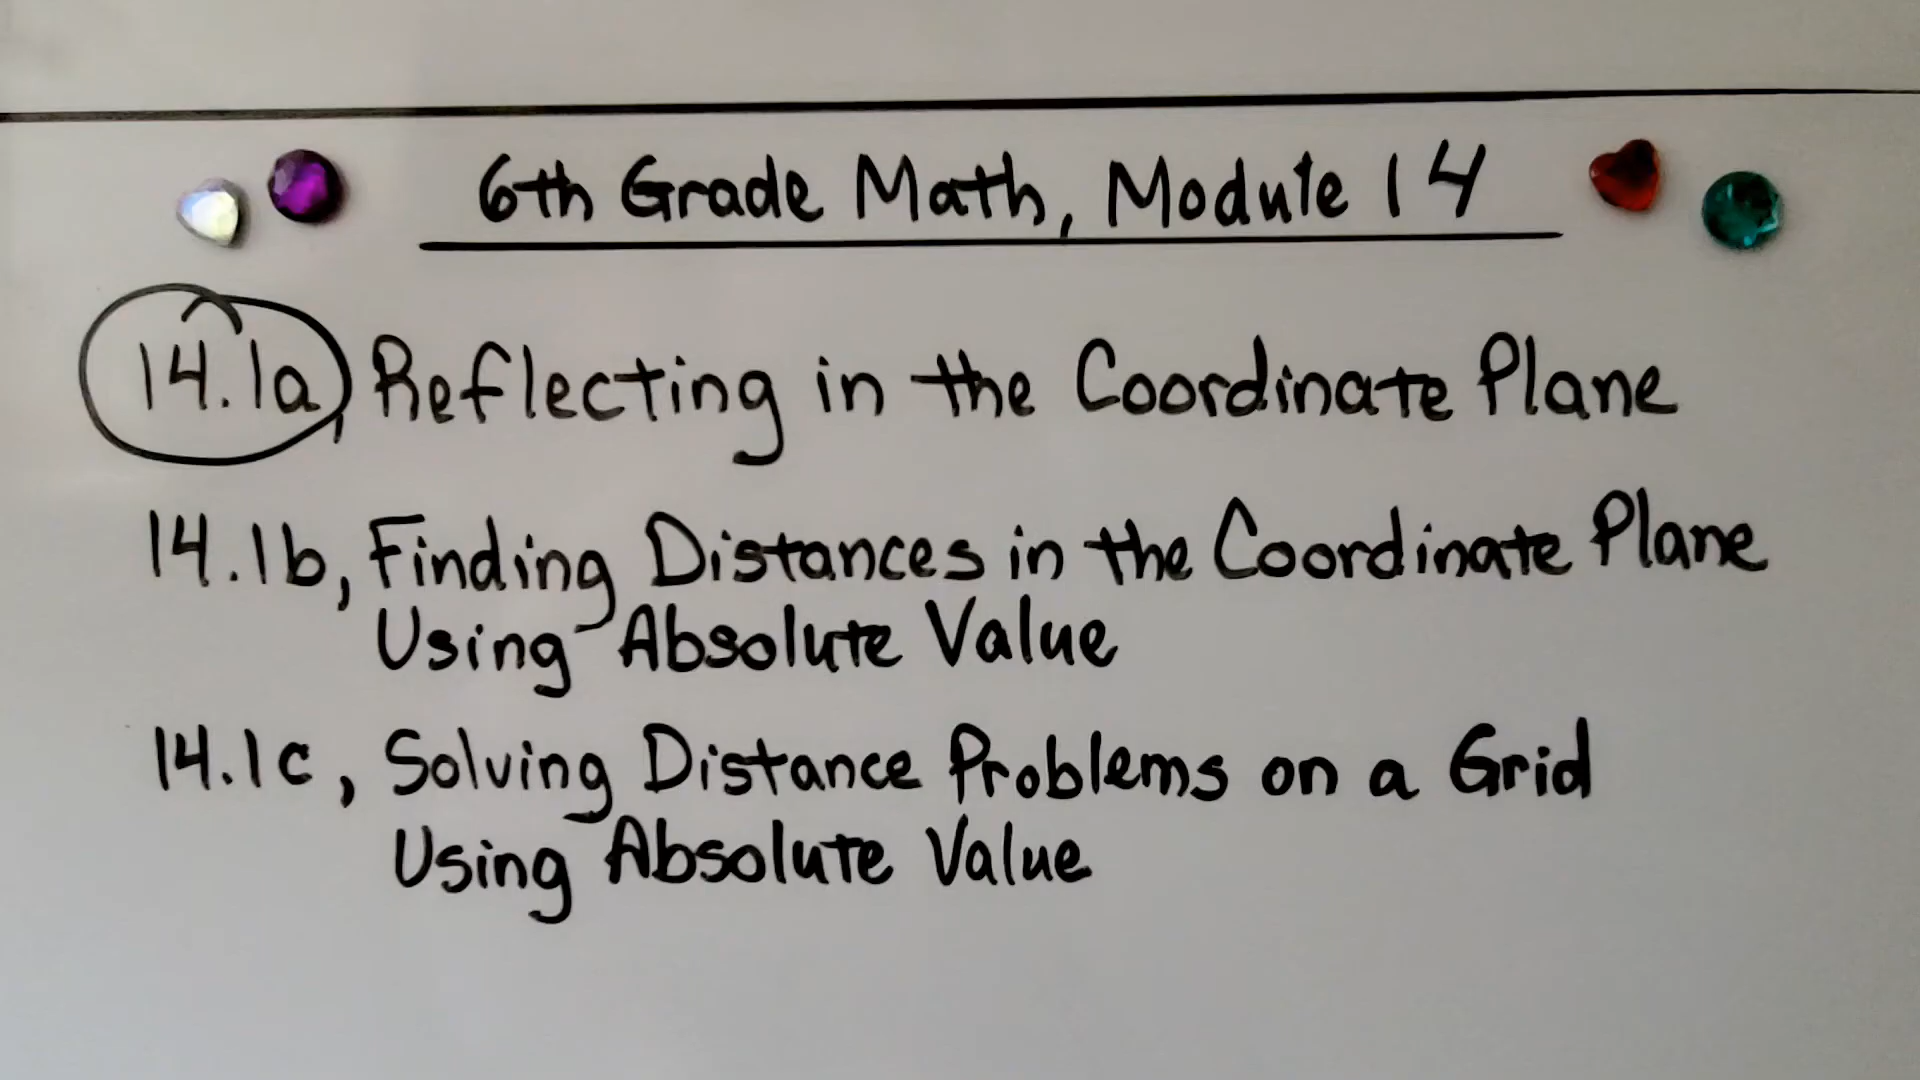 6th Grade Math, Module 14
14.1a, Reflecting in the Coordinate Plane
14.1b, Finding Distances in the Coordinate Plane
Using Absolute Value
14.1c, Solving Distance Problems on a Grid
Using Absolute Value